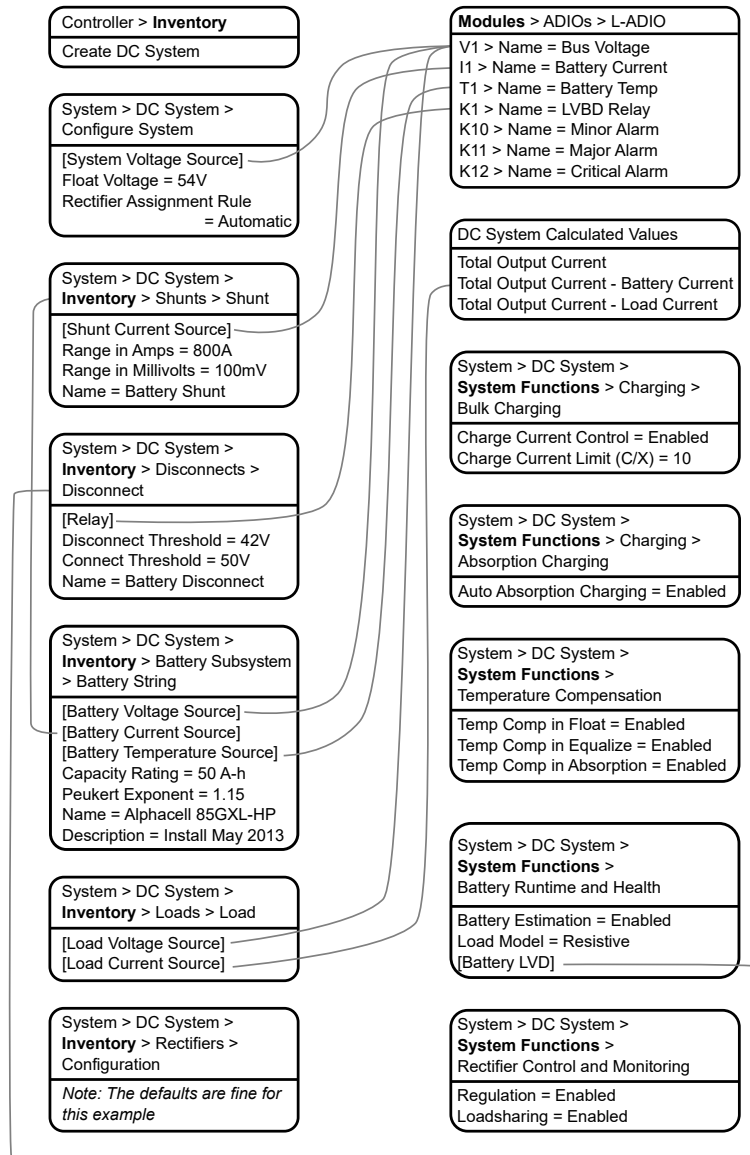 Controller > Inventory
Create DC System
System > DC System >
Configure System
[System Voltage Source]
Float Voltage = 54V
Rectifier Assignment Rule
= Automatic
System > DC System >
Inventory > Shunts > Shunt
[Shunt Current Source]
Range in Amps = 800A
Range in Millivolts = 100mV
Name = Battery Shunt
System > DC System >
Inventory > Disconnects >
Disconnect
[Relay]
Disconnect Threshold = 42V
Connect Threshold = 50V
Name = Battery Disconnect
System > DC System >
Inventory > Battery Subsystem
> Battery String
[Battery Voltage Source]
[Battery Current Source]
[Battery Temperature Source]
Capacity Rating = 50 A-h
Peukert Exponent = 1.15
Name = Alphacell 85GXL-HP
Description = Install May 2013
System > DC System >
Inventory > Loads > Load
[Load Voltage Source]
[Load Current Source]
System > DC System >
Inventory > Rectifiers >
Configuration
Note: The defaults are fine for
this example
Modules > ADIOs > L-ADIO
V1 > Name = Bus Voltage
I1 > Name = Battery Current
T1 > Name = Battery Temp
K1 > Name = LVBD Relay
K10 > Name = Minor Alarm
K11 > Name = Major Alarm
K12 > Name = Critical Alarm
DC System Calculated Values
Total Output Current
Total Output Current - Battery Current
Total Output Current - Load Current
System > DC System >
System Functions > Charging >
Bulk Charging
Charge Current Control = Enabled
Charge Current Limit (C/X) = 10
System > DC System >
System Functions > Charging >
Absorption Charging
Auto Absorption Charging = Enabled
System > DC System >
System Functions >
Temperature Compensation
Temp Comp in Float = Enabled
Temp Comp in Equalize = Enabled
Temp Comp in Absorption = Enabled
System > DC System >
System Functions >
Battery Runtime and Health
Battery Estimation = Enabled
Load Model = Resistive
[Battery LVD]
System > DC System >
System Functions >
Rectifier Control and Monitoring
Regulation = Enabled
Loadsharing = Enabled